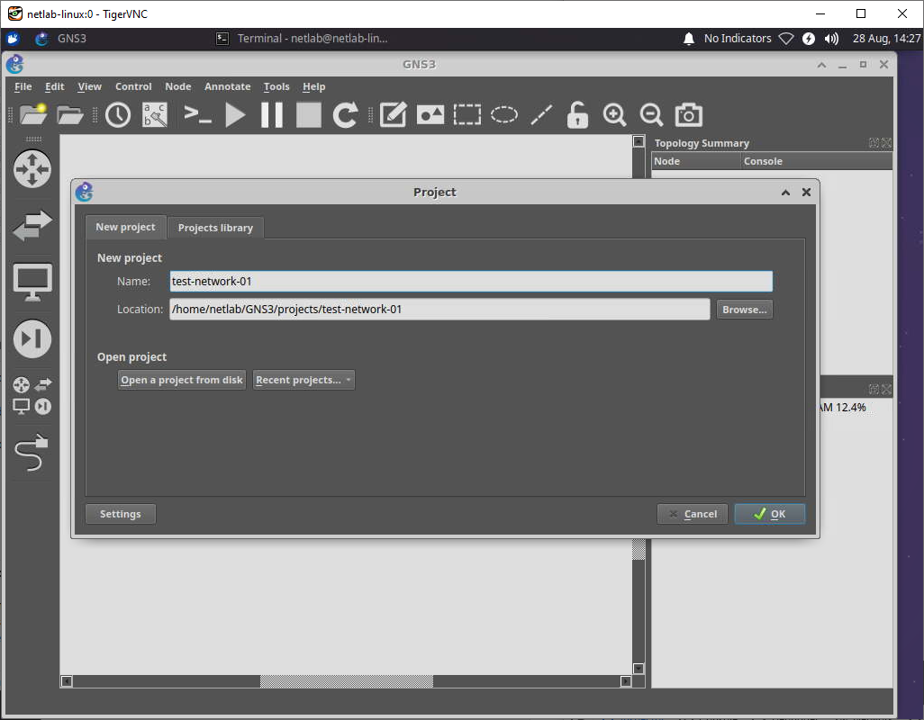 netlab-linux:0 - TigerVNC
GNS3
Terminal - netlab@netlab-lin...
No Indicators
28 Aug, 14:27
GNS3
File Edit View Control Node Annotate Tools Help
Topology Summary
Node Console
Project
New project Projects library
New project
Name: test-network-01
Location: /home/netlab/GNS3/projects/test-network-01 Browse...
Open project
Open a project from disk Recent projects...
AM 12.4%
Settings Cancel OK